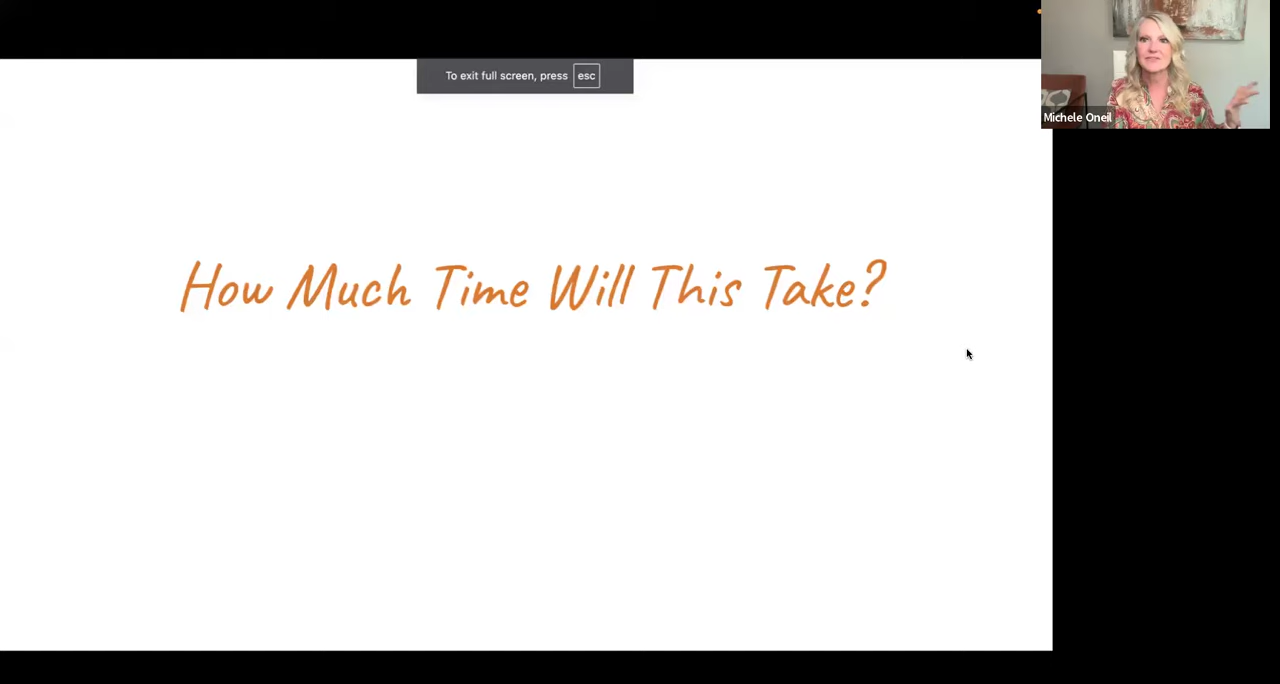 To exit full screen, press esc
Michele Oneil
How Much Time Will This Take?